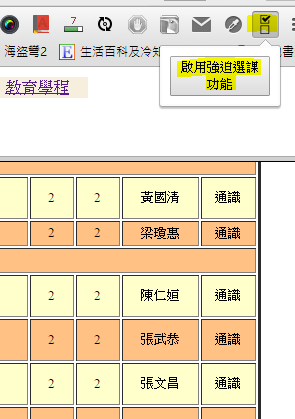 7
海盜彎2 E 生活百科及冷知
啟用強迫選課
功能
教育學程
2 2 黃國清 通識
2 2 梁瓊惠 通識
2 2 陳仁姮 通識
2 2 張武恭 通識
2 2 張文昌 通識